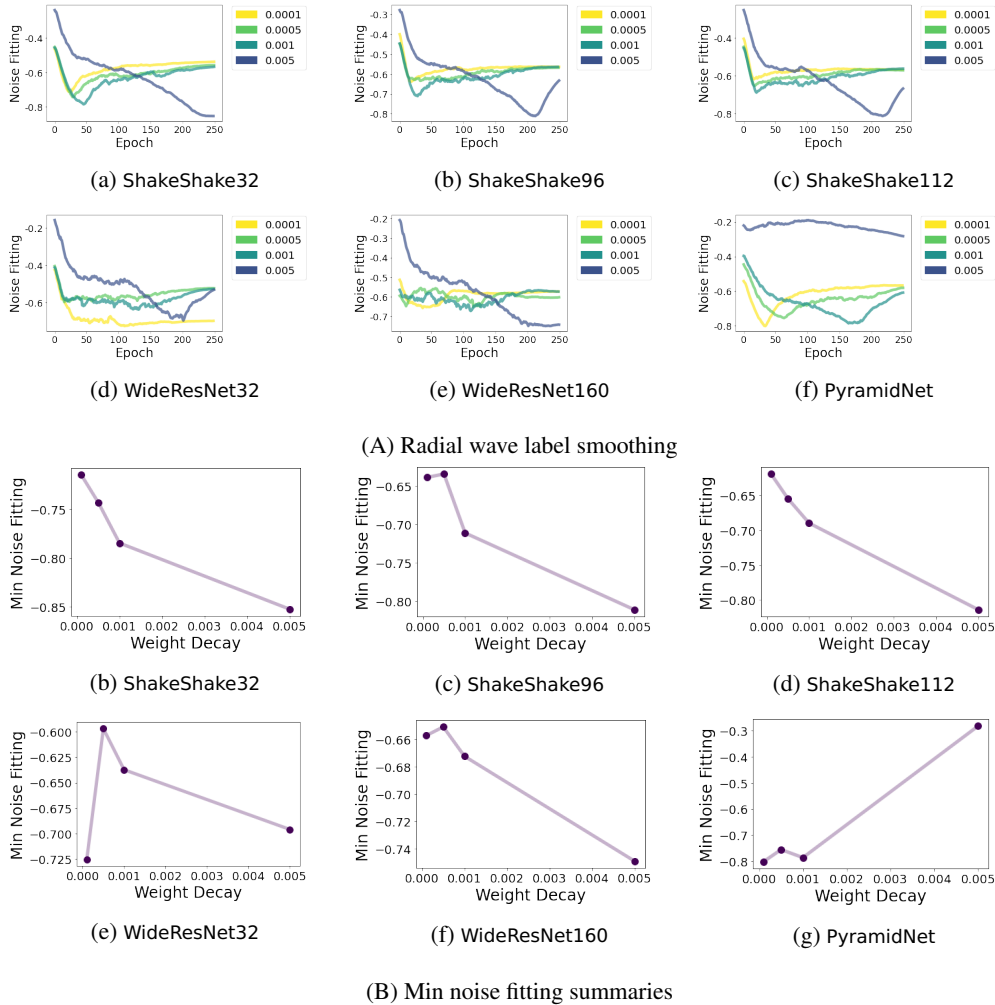 Noise Fitting
-0.4
-0.6
-0.8
0 50 100 150 200 250
Epoch
0.0001
0.0005
0.001
0.005
(a) ShakeShake32
Noise Fitting
-0.3
-0.4
-0.5
-0.6
-0.7
-0.8
0 50 100 150 200 250
Epoch
0.0001
0.0005
0.001
0.005
(b) ShakeShake96
Noise Fitting
-0.4
-0.6
-0.8
0 50 100 150 200 250
Epoch
0.0001
0.0005
0.001
0.005
(c) ShakeShake112
Noise Fitting
-0.2
-0.4
-0.6
0 50 100 150 200 250
Epoch
0.0001
0.0005
0.001
0.005
(d) WideResNet32
Noise Fitting
-0.2
-0.3
-0.4
-0.5
-0.6
-0.7
0 50 100 150 200 250
Epoch
0.0001
0.0005
0.001
0.005
(e) WideResNet160
Noise Fitting
-0.2
-0.4
-0.6
-0.8
0 50 100 150 200 250
Epoch
0.0001
0.0005
0.001
0.005
(f) PyramidNet
(A) Radial wave label smoothing
Min Noise Fitting
−0.75
−0.80
−0.85
0.000 0.001 0.002 0.003 0.004 0.005
Weight Decay
(b) ShakeShake32
Min Noise Fitting
−0.65
−0.70
−0.75
−0.80
0.000 0.001 0.002 0.003 0.004 0.005
Weight Decay
(c) ShakeShake96
Min Noise Fitting
−0.65
−0.70
−0.75
−0.80
0.000 0.001 0.002 0.003 0.004 0.005
Weight Decay
(d) ShakeShake112
Min Noise Fitting
−0.600
−0.625
−0.650
−0.675
−0.700
−0.725
0.000 0.001 0.002 0.003 0.004 0.005
Weight Decay
(e) WideResNet32
Min Noise Fitting
−0.66
−0.68
−0.70
−0.72
−0.74
0.000 0.001 0.002 0.003 0.004 0.005
Weight Decay
(f) WideResNet160
Min Noise Fitting
−0.3
−0.4
−0.5
−0.6
−0.7
−0.8
0.000 0.001 0.002 0.003 0.004 0.005
Weight Decay
(g) PyramidNet
(B) Min noise fitting summaries